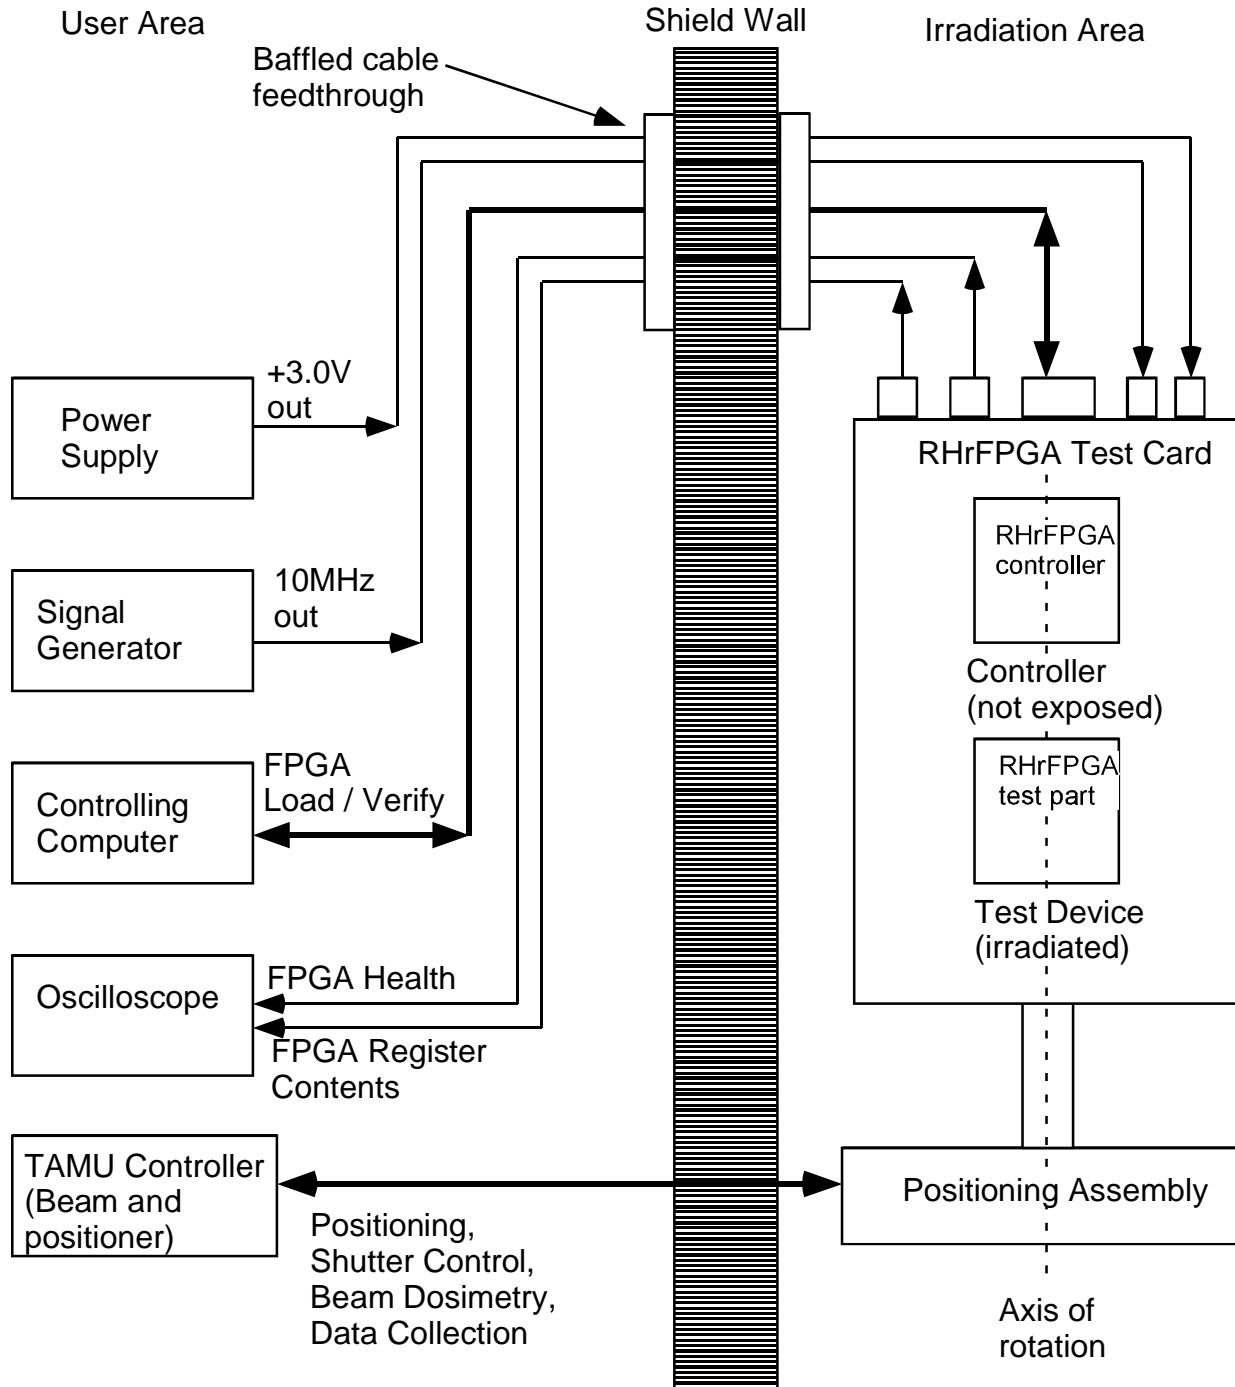 User Area
Shield Wall
Irradiation Area
Baffled cable
feedthrough
+3.0V
out
Power
Supply
RHrFPGA Test Card
RHrFPGA
controller
10MHz
out
Signal
Generator
Controller
(not exposed)
FPGA
Load / Verify
Controlling
Computer
RHrFPGA
test part
Test Device
(irradiated)
Oscilloscope
FPGA Health
FPGA Register
Contents
TAMU Controller
(Beam and
positioner)
Positioning Assembly
Positioning,
Shutter Control,
Beam Dosimetry,
Data Collection
Axis of
rotation